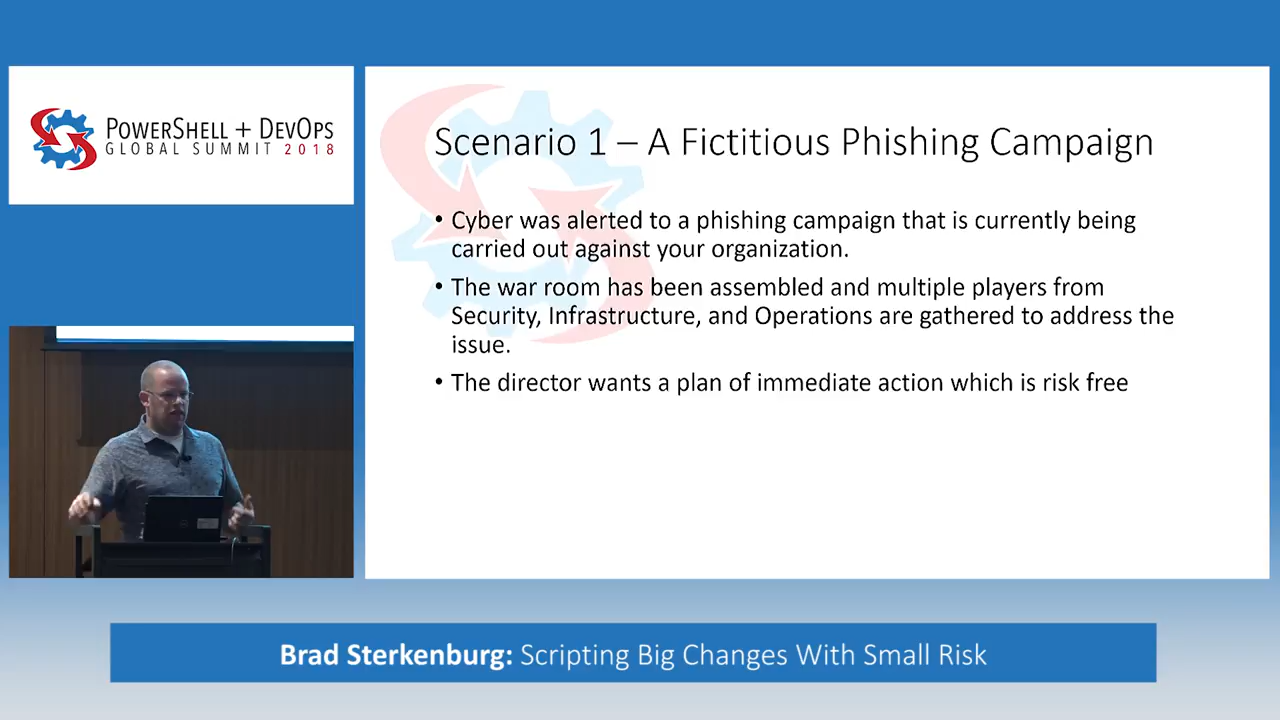 POWERSHELL + DEVOPS
GLOBAL SUMMIT 2018
Scenario 1 – A Fictitious Phishing Campaign
• Cyber was alerted to a phishing campaign that is currently being
carried out against your organization.
• The war room has been assembled and multiple players from
Security, Infrastructure, and Operations are gathered to address the
issue.
• The director wants a plan of immediate action which is risk free
Brad Sterkenburg: Scripting Big Changes With Small Risk